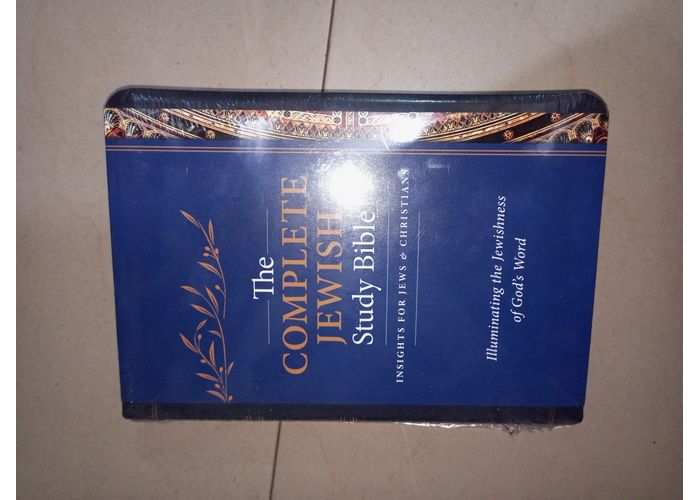 The
COMPLETE
JEWISH
Study Bible
INSIGHTS FOR JEWS & CHRISTIANS
Illuminating the Jewishness
of God's Word